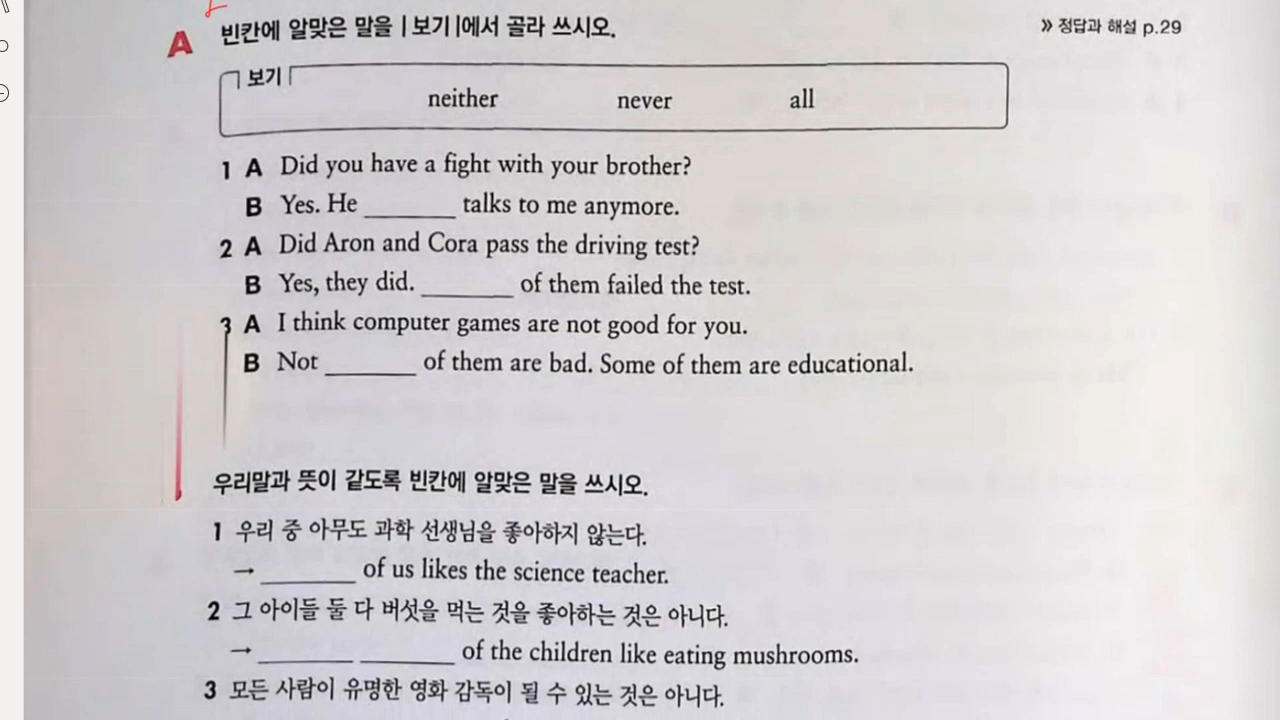 A 빈칸에 알맞은 말을 |보기|에서 골라 쓰시오.
» 정답과 해설 p.29
보기
neither never all
1 A Did you have a fight with your brother?
B Yes. He ________ talks to me anymore.
2 A Did Aron and Cora pass the driving test?
B Yes, they did. ________ of them failed the test.
3 A I think computer games are not good for you.
B Not ________ of them are bad. Some of them are educational.
우리말과 뜻이 같도록 빈칸에 알맞은 말을 쓰시오.
1 우리 중 아무도 과학 선생님을 좋아하지 않는다.
→ ________ of us likes the science teacher.
2 그 아이들 둘 다 버섯을 먹는 것을 좋아하는 것은 아니다.
→ ________ ________ of the children like eating mushrooms.
3 모든 사람이 유명한 영화 감독이 될 수 있는 것은 아니다.